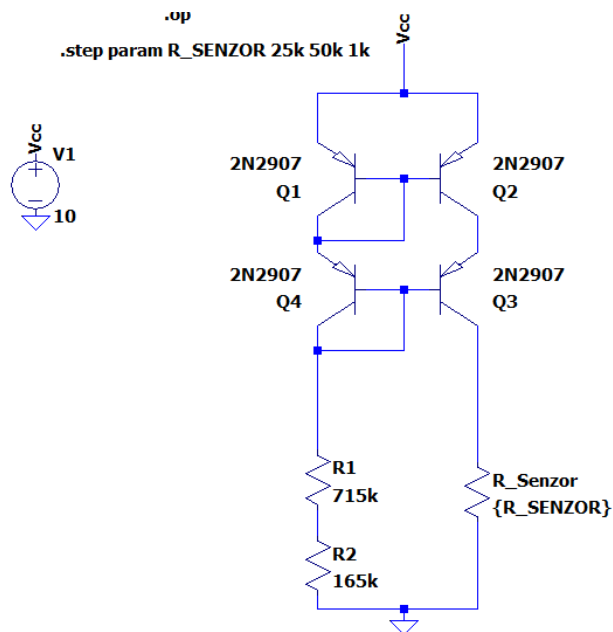 .op
.step param R_SENZOR 25k 50k 1k
Vcc
Vcc
V1
10
2N2907
Q1
2N2907
Q2
2N2907
Q4
2N2907
Q3
R1
715k
R_Senzor
{R_SENZOR}
R2
165k